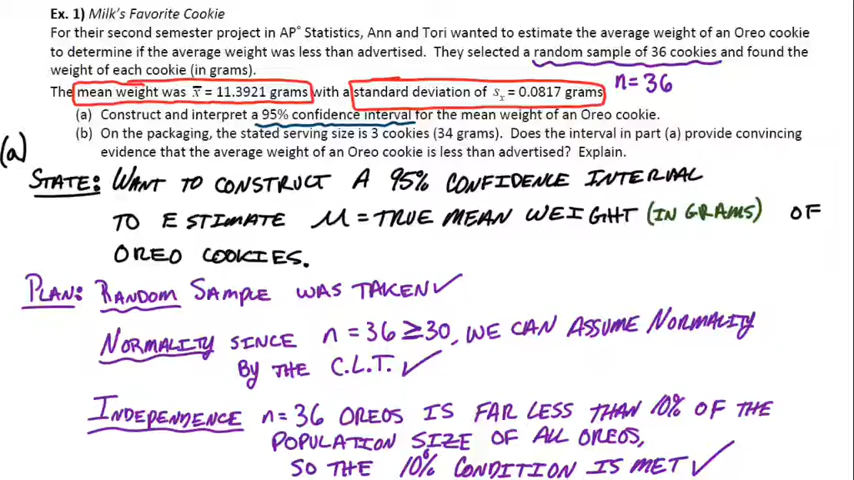 Ex. 1) Milk's Favorite Cookie
For their second semester project in AP® Statistics, Ann and Tori wanted to estimate the average weight of an Oreo cookie
to determine if the average weight was less than advertised. They selected a random sample of 36 cookies and found the
weight of each cookie (in grams).
n=36
The mean weight was x̄ = 11.3921 grams with a standard deviation of sₓ = 0.0817 grams
(a) Construct and interpret a 95% confidence interval for the mean weight of an Oreo cookie.
(b) On the packaging, the stated serving size is 3 cookies (34 grams). Does the interval in part (a) provide convincing
evidence that the average weight of an Oreo cookie is less than advertised? Explain.
(a)
STATE: WANT TO CONSTRUCT A 95% CONFIDENCE INTERVAL
TO ESTIMATE μ = TRUE MEAN WEIGHT (IN GRAMS) OF
OREO COOKIES.
PLAN: RANDOM SAMPLE WAS TAKEN ✓
NORMALITY SINCE n = 36 ≥ 30, WE CAN ASSUME NORMALITY
BY THE C.L.T. ✓
INDEPENDENCE n = 36 OREOS IS FAR LESS THAN 10% OF THE
POPULATION SIZE OF ALL OREOS,
SO THE 10% CONDITION IS MET ✓